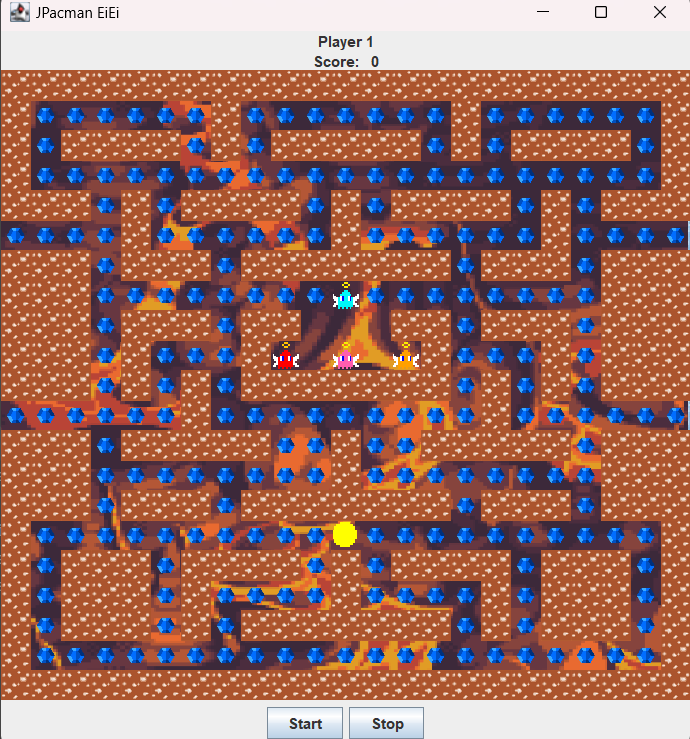 JPacman EiEi
Player 1
Score: 0
Start
Stop